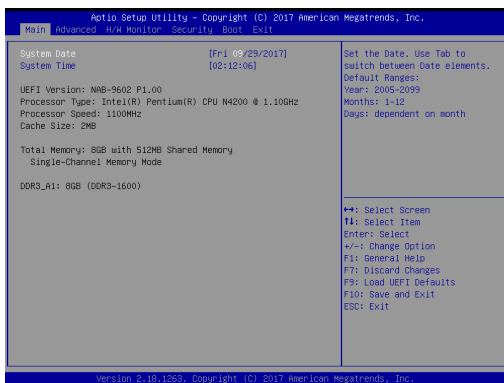 Aptio Setup Utility – Copyright (C) 2017 American Megatrends, Inc.
Main Advanced H/W Monitor Security Boot Exit
System Date [Fri 09/29/2017]
System Time [02:12:06]
UEFI Version: NAB-9602 P1.00
Processor Type: Intel(R) Pentium(R) CPU N4200 @ 1.10GHz
Processor Speed: 1100MHz
Cache Size: 2MB
Total Memory: 8GB with 512MB Shared Memory
Single-Channel Memory Mode
DDR3_A1: 8GB (DDR3-1600)
Set the Date. Use Tab to
switch between Date elements.
Default Ranges:
Year: 2005-2099
Months: 1-12
Days: dependent on month
↔: Select Screen
↑↓: Select Item
Enter: Select
+/-: Change Option
F1: General Help
F7: Discard Changes
F9: Load UEFI Defaults
F10: Save and Exit
ESC: Exit
Version 2.18.1263. Copyright (C) 2017 American Megatrends, Inc.